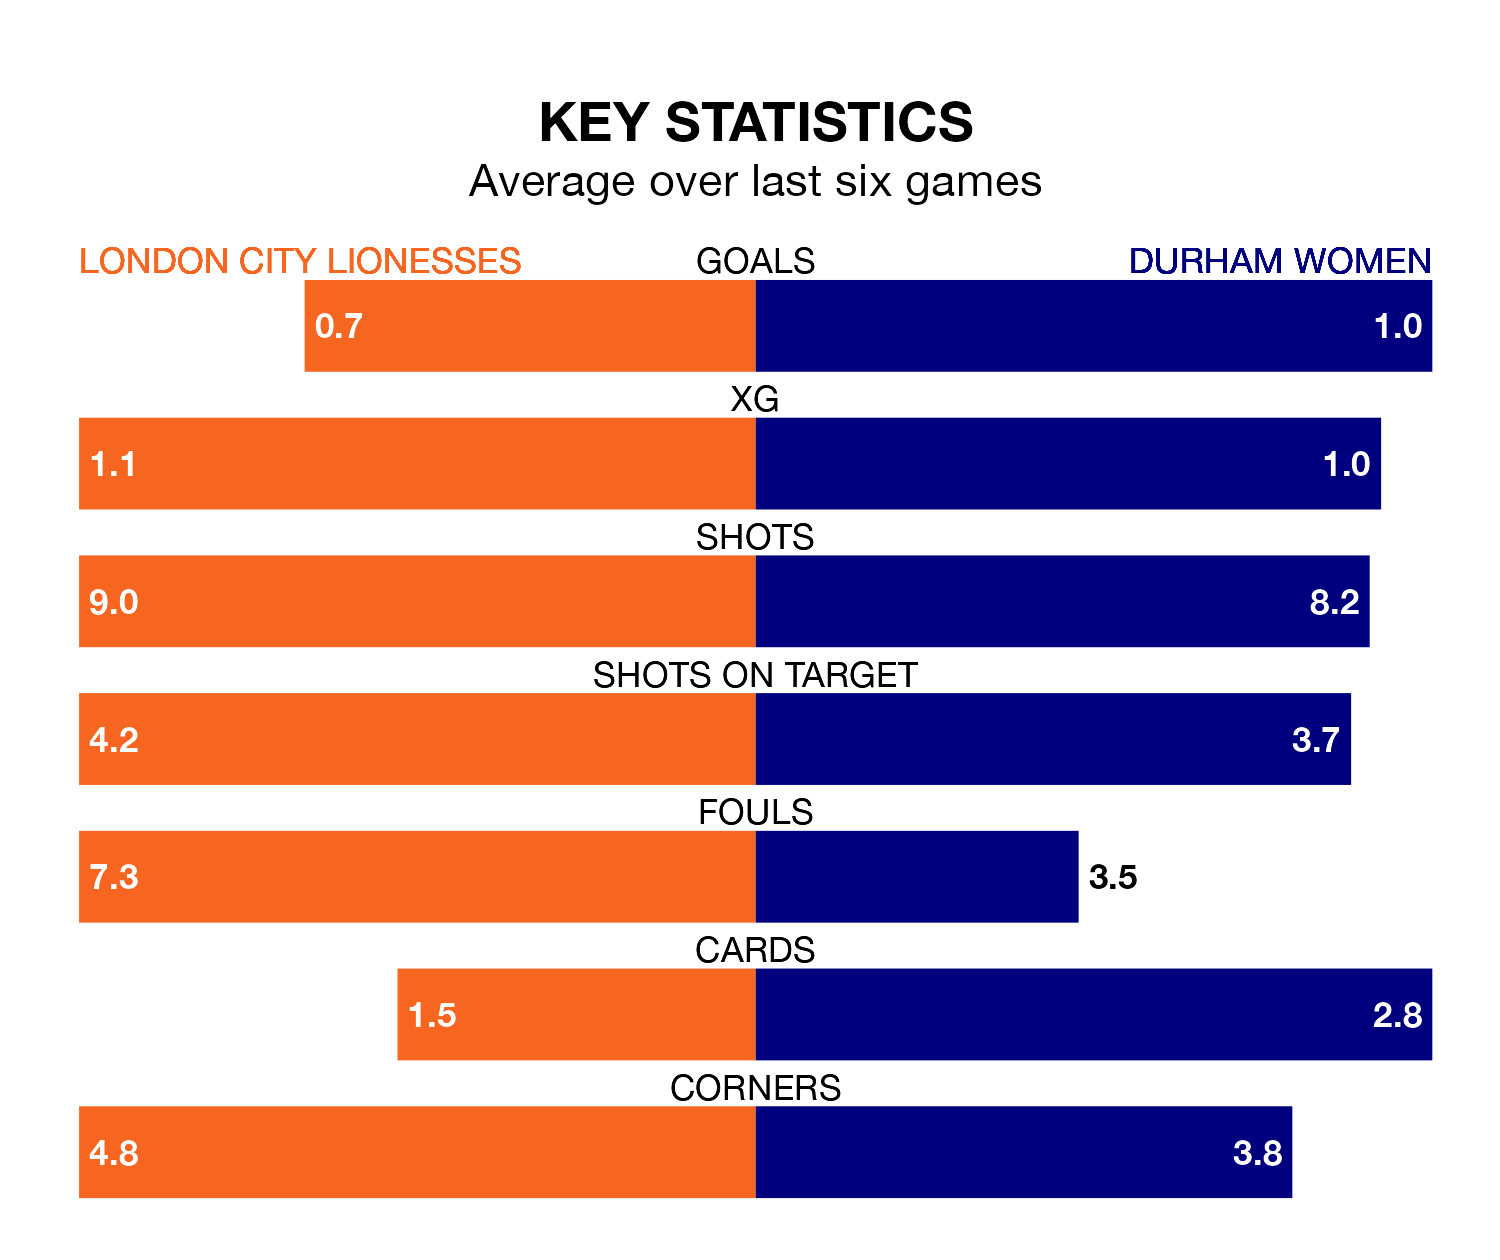 KEY STATISTICS
Average over last six games
LONDON CITY LIONESSES GOALS DURHAM WOMEN
0.7 1.0
XG
1.1 1.0
SHOTS
9.0 8.2
SHOTS ON TARGET
4.2 3.7
FOULS
7.3 3.5
CARDS
1.5 2.8
CORNERS
4.8 3.8